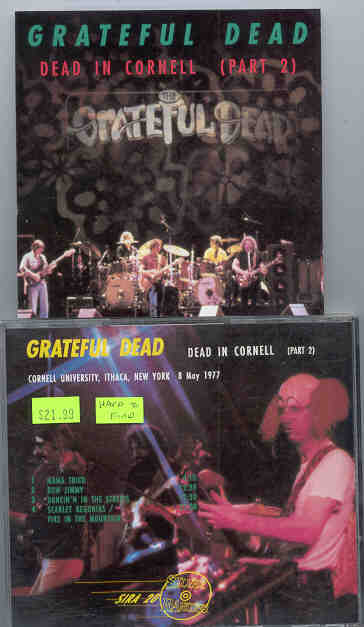 GRATEFUL DEAD
DEAD IN CORNELL (PART 2)
THE
GRATEFUL DEAD
GRATEFUL DEAD DEAD IN CORNELL (PART 2)
CORNELL UNIVERSITY, ITHACA, NEW YORK 8 May 1977
$21.99
HARD TO FIND
1 MAMA TRIED
2 ROW JIMMY
3 DANCIN'N IN THE STREETS
4 SCARLET BEGONIAS /
FIRE IN THE MOUNTAIN
SIRA 20